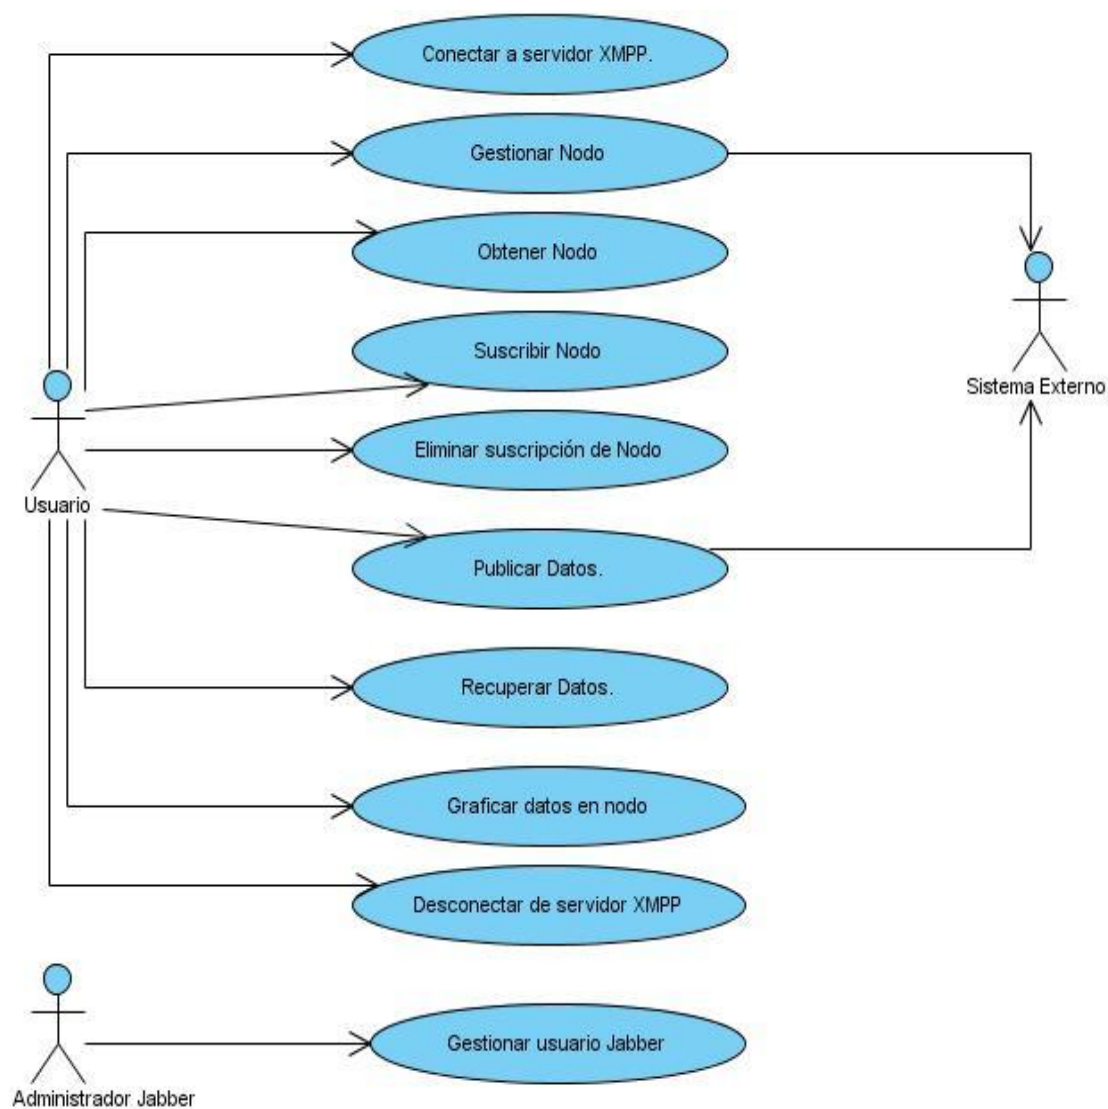 Conectar a servidor XMPP.
Gestionar Nodo
Obtener Nodo
Suscribir Nodo
Sistema Externo
Eliminar suscripción de Nodo
Usuario
Publicar Datos.
Recuperar Datos.
Graficar datos en nodo
Desconectar de servidor XMPP
Gestionar usuario Jabber
Administrador Jabber